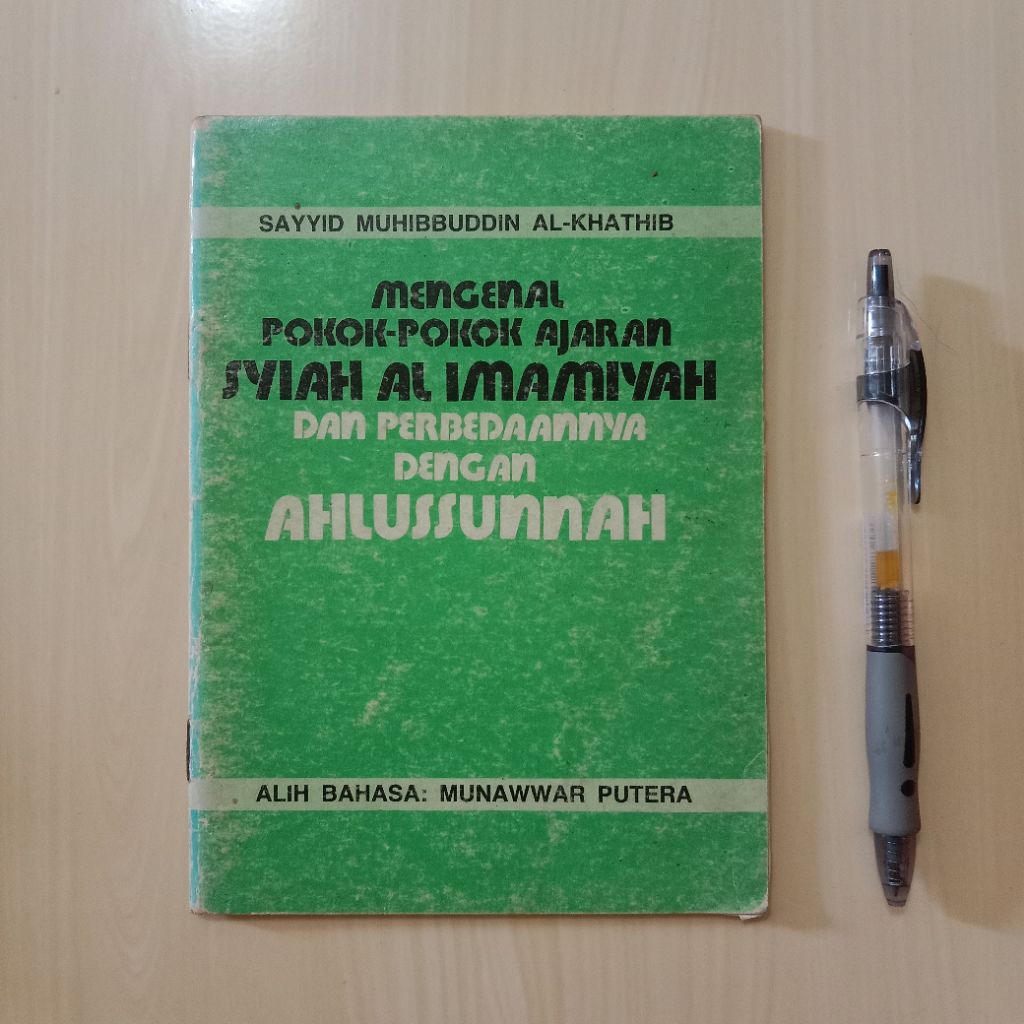 SAYYID MUHIBBUDDIN AL-KHATHIB
MENGENAL
POKOK-POKOK AJARAN
SYIAH AL IMAMIYAH
DAN PERBEDAANNYA
DENGAN
AHLUSSUNNAH
ALIH BAHASA: MUNAWWAR PUTERA